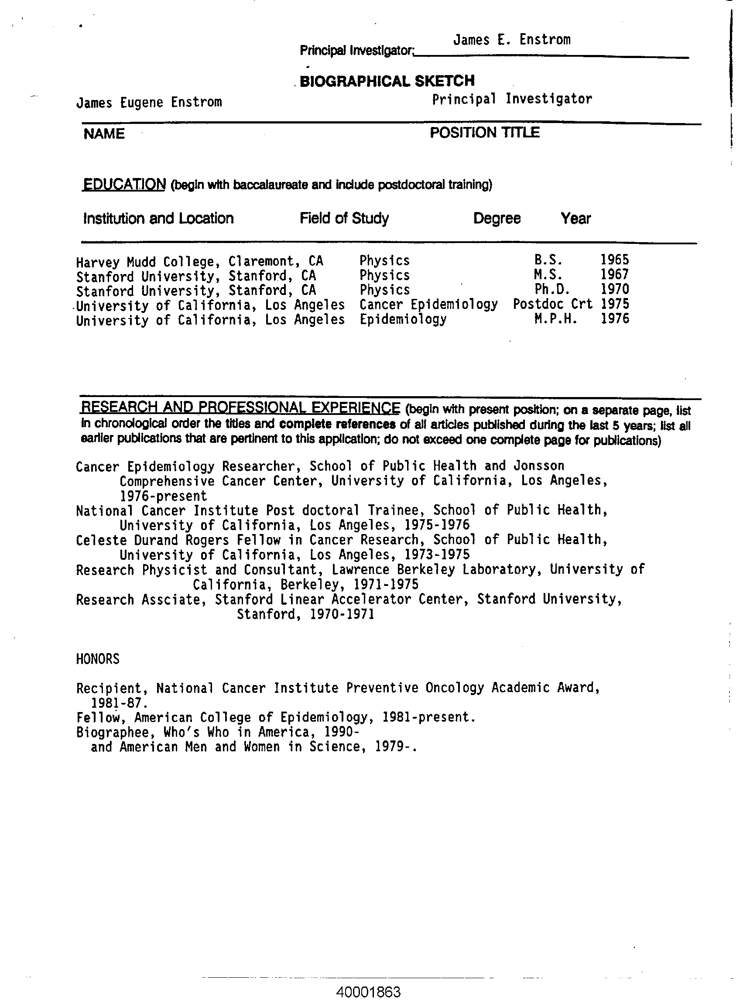 Principal Investigator: James E. Enstrom
BIOGRAPHICAL SKETCH
James Eugene Enstrom Principal Investigator
NAME POSITION TITLE
EDUCATION (begin with baccalaureate and include postdoctoral training)
Institution and Location Field of Study Degree Year
Harvey Mudd College, Claremont, CA Physics B.S. 1965
Stanford University, Stanford, CA Physics M.S. 1967
Stanford University, Stanford, CA Physics Ph.D. 1970
University of California, Los Angeles Cancer Epidemiology Postdoc Crt 1975
University of California, Los Angeles Epidemiology M.P.H. 1976
RESEARCH AND PROFESSIONAL EXPERIENCE (begin with present position; on a separate page, list
in chronological order the titles and complete references of all articles published during the last 5 years; list all
earlier publications that are pertinent to this application; do not exceed one complete page for publications)
Cancer Epidemiology Researcher, School of Public Health and Jonsson
Comprehensive Cancer Center, University of California, Los Angeles,
1976-present
National Cancer Institute Post doctoral Trainee, School of Public Health,
University of California, Los Angeles, 1975-1976
Celeste Durand Rogers Fellow in Cancer Research, School of Public Health,
University of California, Los Angeles, 1973-1975
Research Physicist and Consultant, Lawrence Berkeley Laboratory, University of
California, Berkeley, 1971-1975
Research Assciate, Stanford Linear Accelerator Center, Stanford University,
Stanford, 1970-1971
HONORS
Recipient, National Cancer Institute Preventive Oncology Academic Award,
1981-87.
Fellow, American College of Epidemiology, 1981-present.
Biographee, Who's Who in America, 1990-
and American Men and Women in Science, 1979-.
40001863